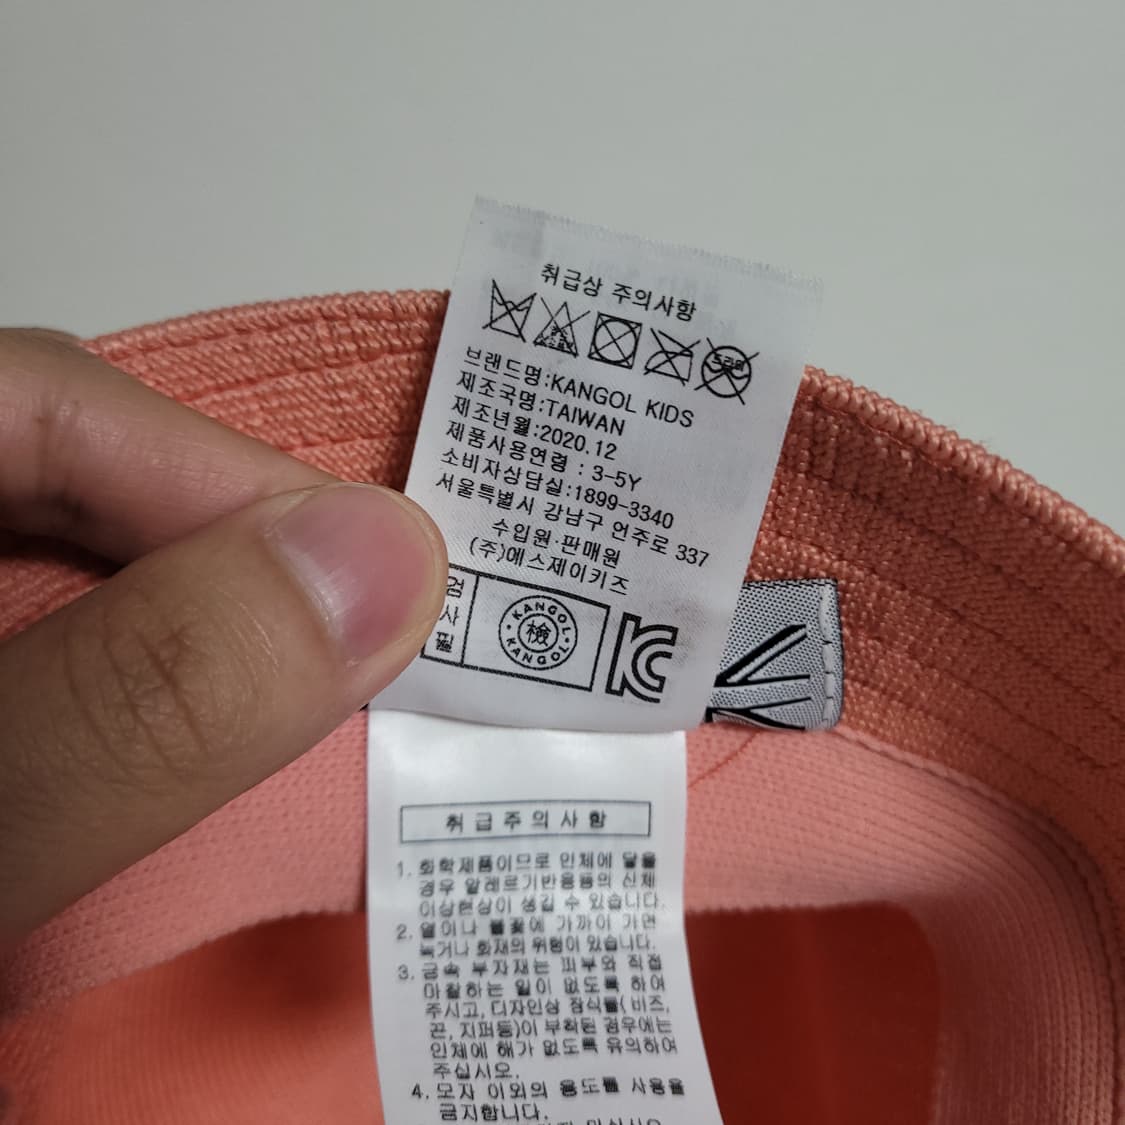 취급상 주의사항
브랜드명:KANGOL KIDS
제조국명:TAIWAN
제조년월:2020.12
제품사용연령 : 3-5Y
소비자상담실:1899-3340
서울특별시 강남구 언주로 337
수입원·판매원
(주)에스제이키즈
검
사
필
KANGOL
檢
KANGOL
취급주의사항
1. 화학제품이므로 인체에 닿을
경우 알레르기반응등의 신체
이상현상이 생길 수 있습니다.
2. 열이나 불꽃에 가까이 가면
녹거나 화재의 위험이 있습니다.
3. 금속 부자재는 피부와 직접
마찰하는 일이 없도록 하여
주시고, 디자인상 장식물( 비즈,
끈, 지퍼등)이 부착된 경우에는
인체에 해가 없도록 유의하여
주십시오.
4. 모자 이외의 용도를 사용을
금지합니다.